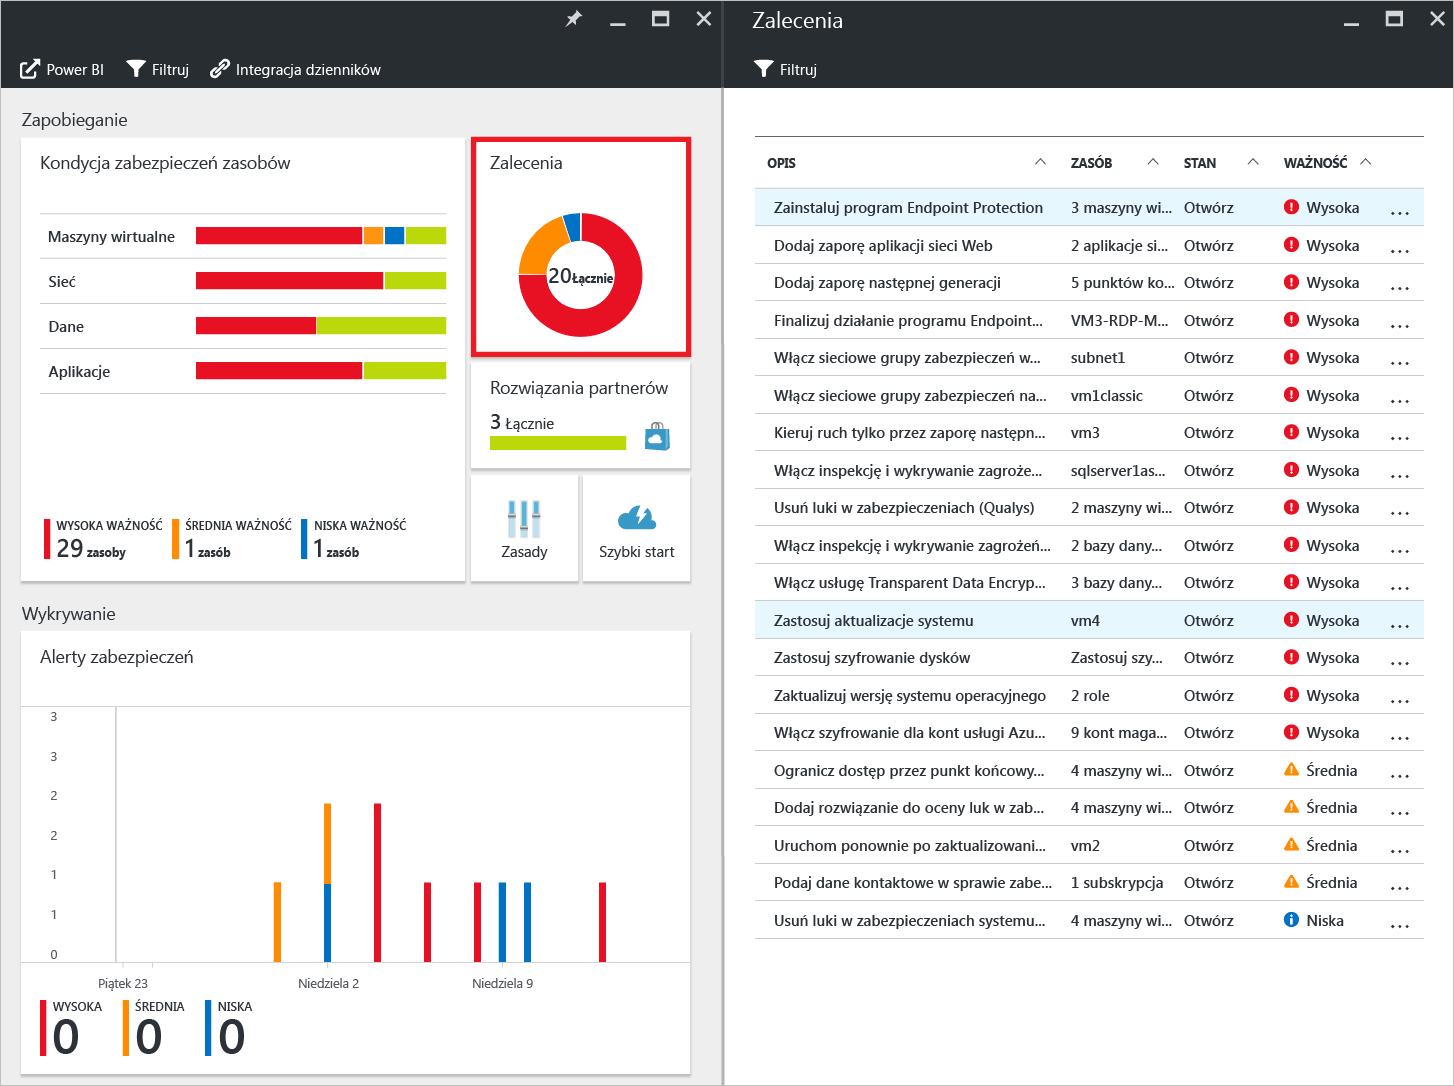 Power BI Filtruj Integracja dzienników
Zapobieganie
Kondycja zabezpieczeń zasobów
Maszyny wirtualne
Sieć
Dane
Aplikacje
WYSOKA WAŻNOŚĆ ŚREDNIA WAŻNOŚĆ NISKA WAŻNOŚĆ
29 zasoby 1 zasób 1 zasób
Zalecenia
20 Łącznie
Rozwiązania partnerów
3 Łącznie
Zasady Szybki start
Wykrywanie
Alerty zabezpieczeń
3
3
2
2
1
1
0
Piątek 23 Niedziela 2 Niedziela 9
WYSOKA ŚREDNIA NISKA
0 0 0
Zalecenia
Filtruj
OPIS ZASÓB STAN WAŻNOŚĆ
Zainstaluj program Endpoint Protection 3 maszyny wi... Otwórz Wysoka ...
Dodaj zaporę aplikacji sieci Web 2 aplikacje si... Otwórz Wysoka ...
Dodaj zaporę następnej generacji 5 punktów ko... Otwórz Wysoka ...
Finalizuj działanie programu Endpoint... VM3-RDP-M... Otwórz Wysoka ...
Włącz sieciowe grupy zabezpieczeń w... subnet1 Otwórz Wysoka ...
Włącz sieciowe grupy zabezpieczeń na... vm1classic Otwórz Wysoka ...
Kieruj ruch tylko przez zaporę następn... vm3 Otwórz Wysoka ...
Włącz inspekcję i wykrywanie zagroże... sqlserver1as... Otwórz Wysoka ...
Usuń luki w zabezpieczeniach (Qualys) 2 maszyny wi... Otwórz Wysoka ...
Włącz inspekcję i wykrywanie zagrożeń... 2 bazy dany... Otwórz Wysoka ...
Włącz usługę Transparent Data Encryp... 3 bazy dany... Otwórz Wysoka ...
Zastosuj aktualizacje systemu vm4 Otwórz Wysoka ...
Zastosuj szyfrowanie dysków Zastosuj szy... Otwórz Wysoka ...
Zaktualizuj wersję systemu operacyjnego 2 role Otwórz Wysoka ...
Włącz szyfrowanie dla kont usługi Azu... 9 kont maga... Otwórz Wysoka ...
Ogranicz dostęp przez punkt końcowy... 4 maszyny wi... Otwórz Średnia ...
Dodaj rozwiązanie do oceny luk w zab... 4 maszyny wi... Otwórz Średnia ...
Uruchom ponownie po zaktualizowani... vm2 Otwórz Średnia ...
Podaj dane kontaktowe w sprawie zabe... 1 subskrypcja Otwórz Średnia ...
Usuń luki w zabezpieczeniach systemu... 4 maszyny wi... Otwórz Niska ...